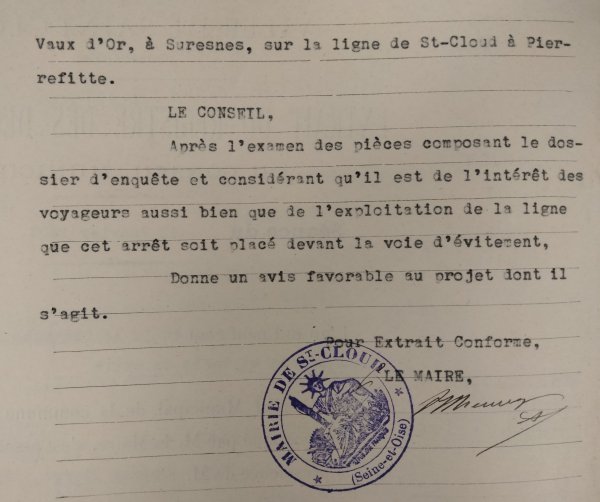 Vaux d'Or, à Suresnes, sur la ligne de St-Cloud à Pier-
refitte.
LE CONSEIL,
Après l'examen des pièces composant le dos-
sier d'enquête et considérant qu'il est de l'intérêt des
voyageurs aussi bien que de l'exploitation de la ligne
que cet arrêt soit placé devant la voie d'évitement,
Donne un avis favorable au projet dont il
s'agit.
Pour Extrait Conforme,
LE MAIRE,
MAIRIE DE ST-CLOUD
(Seine-et-Oise)